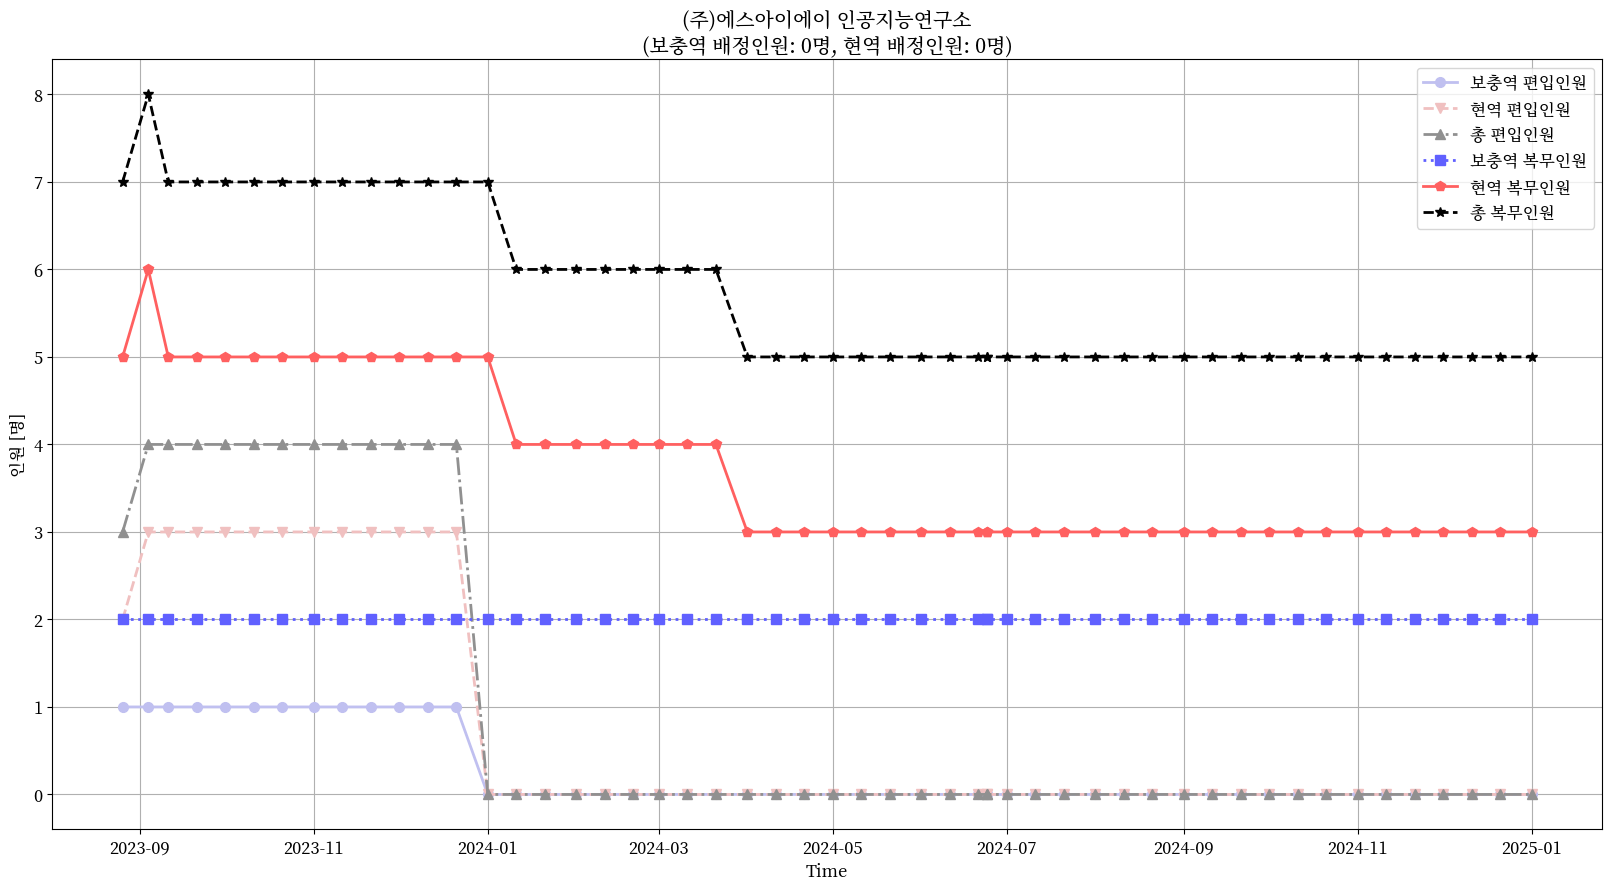 (주)에스아이에이 인공지능연구소
(보충역 배정인원: 0명, 현역 배정인원: 0명)
보충역 편입인원
현역 편입인원
총 편입인원
보충역 복무인원
현역 복무인원
총 복무인원
인원 [명]
8
7
6
5
4
3
2
1
0
2023-09 2023-11 2024-01 2024-03 2024-05 2024-07 2024-09 2024-11 2025-01
Time